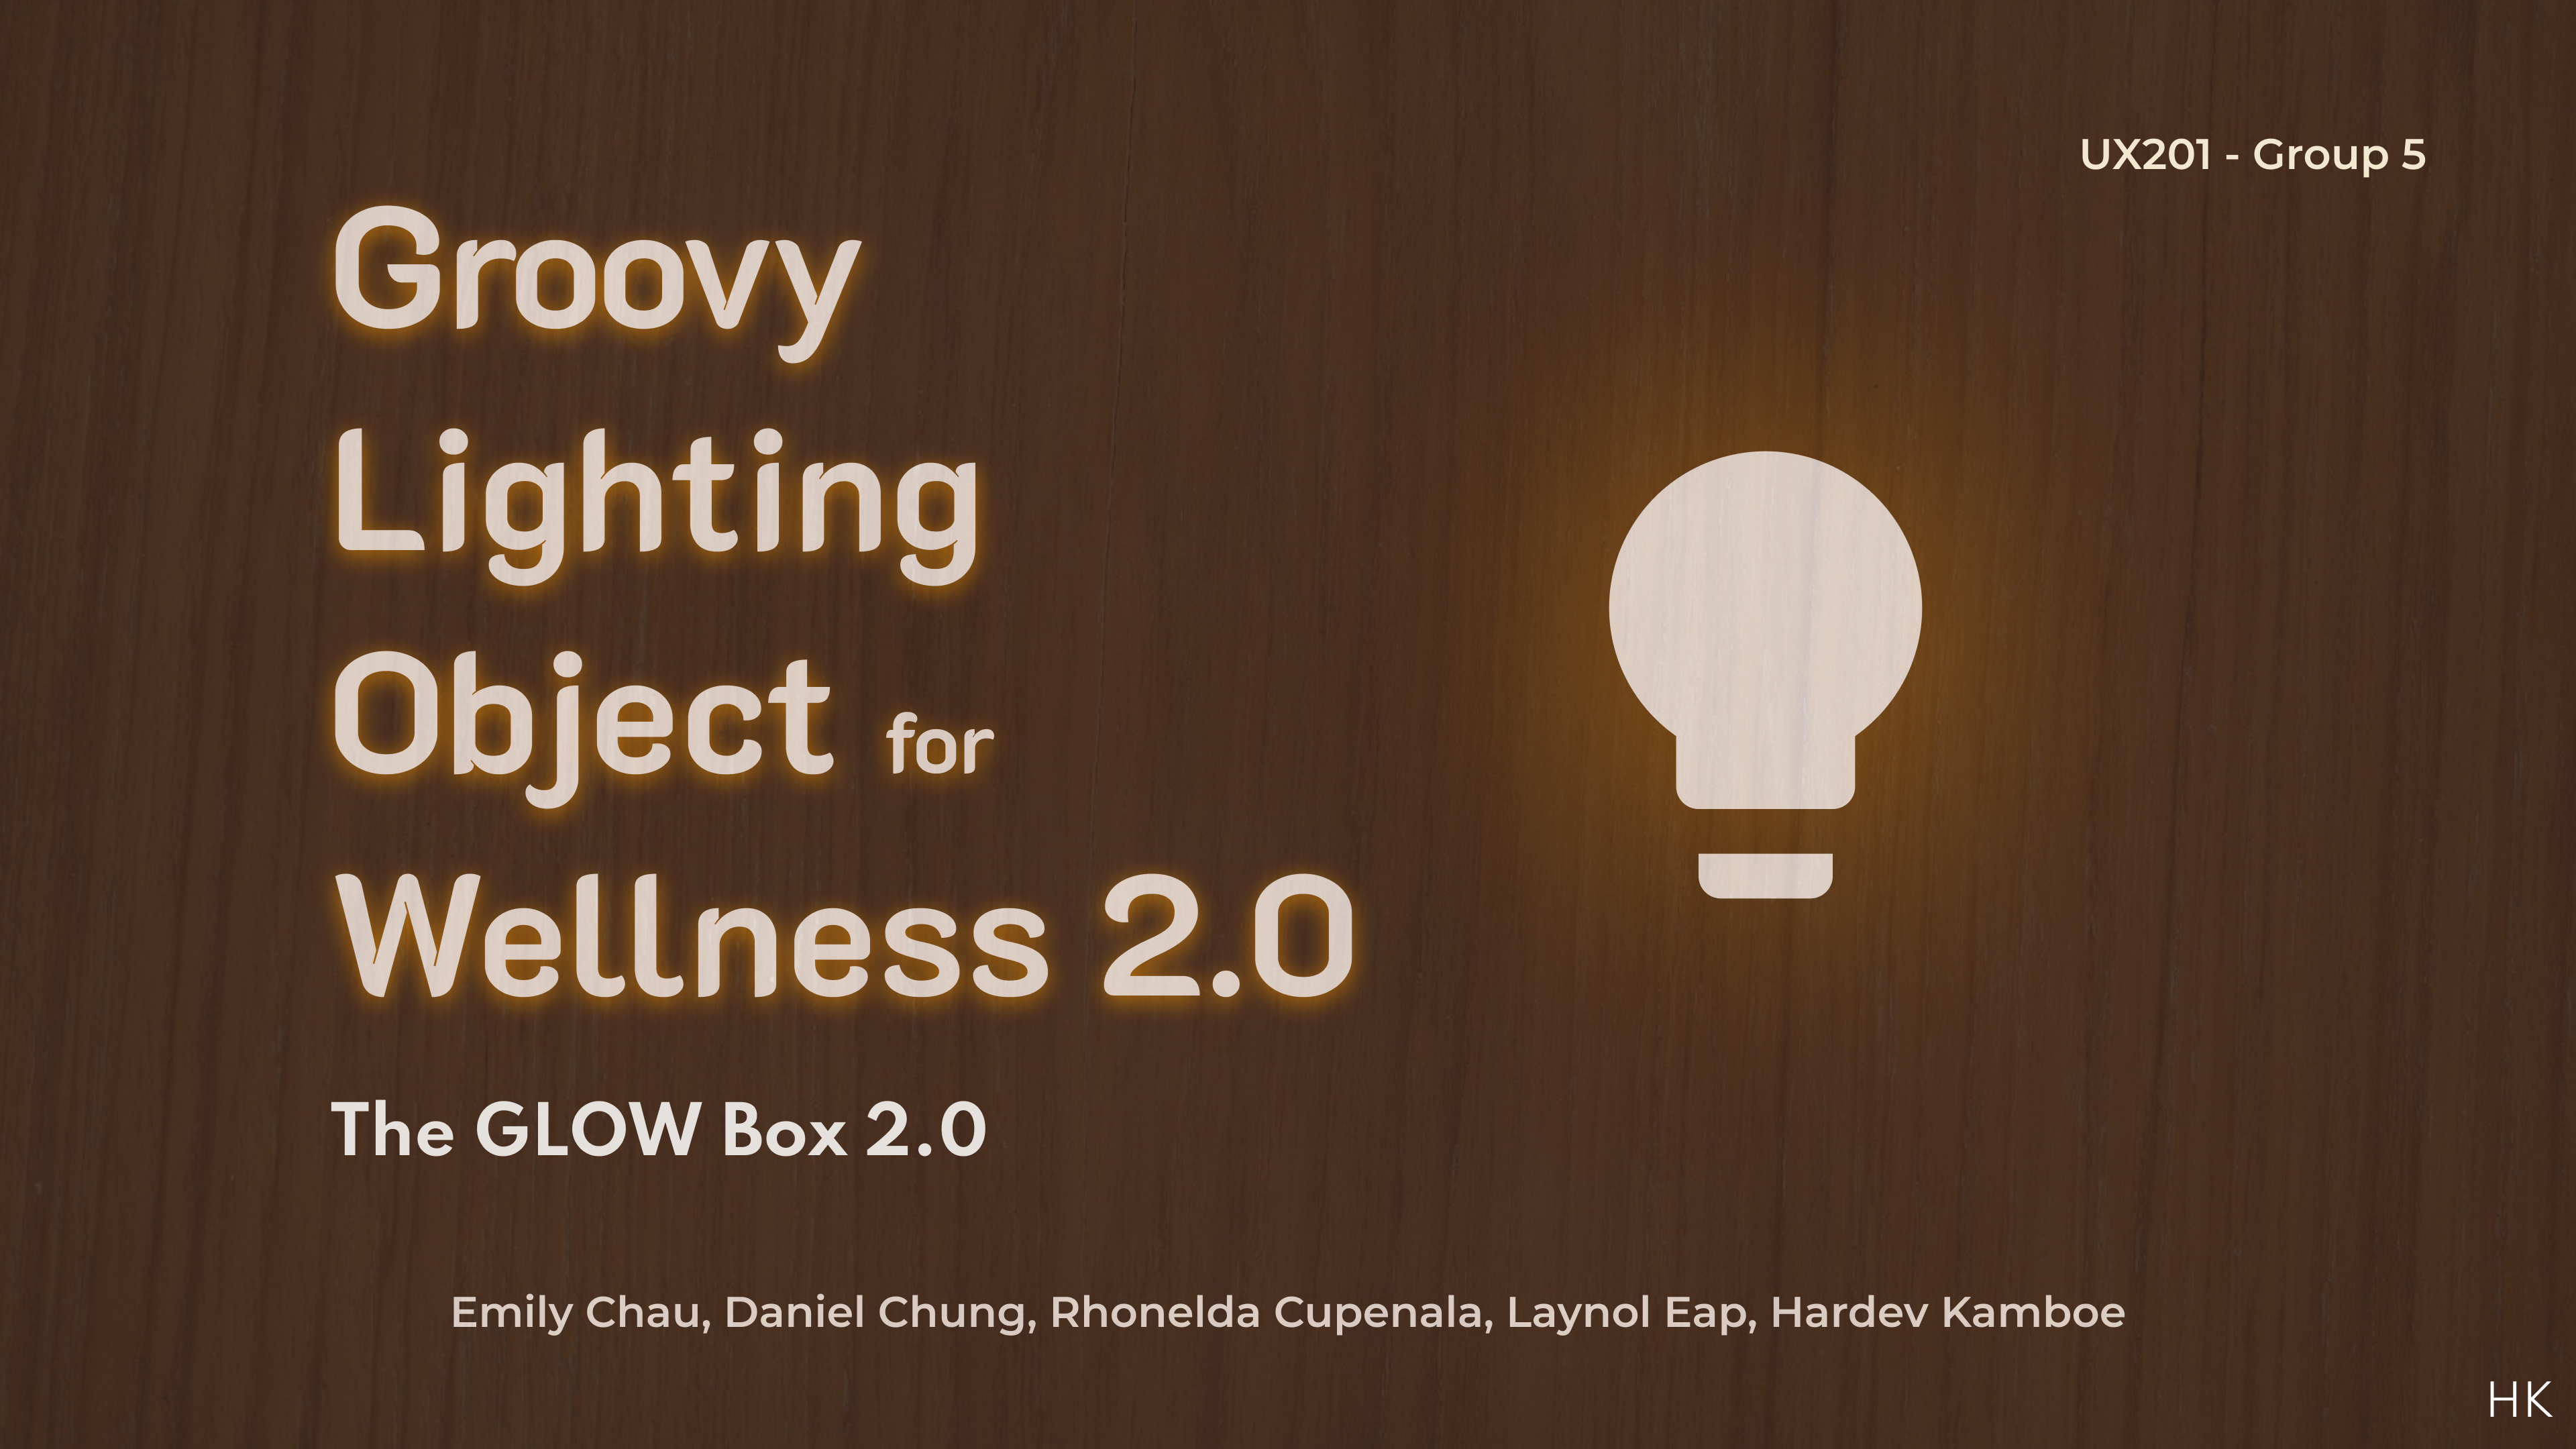 UX201 - Group 5
Groovy
Lighting
Object for
Wellness 2.0
The GLOW Box 2.0
Emily Chau, Daniel Chung, Rhonelda Cupenala, Laynol Eap, Hardev Kamboe
HK